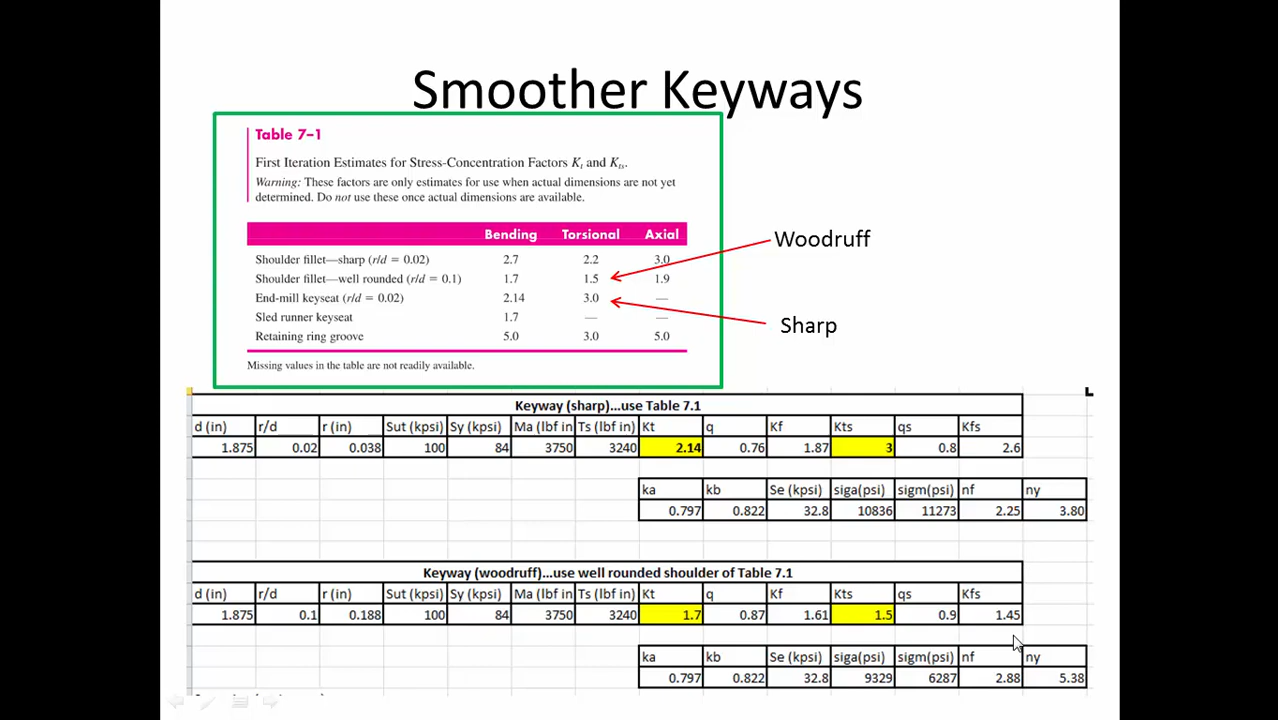 Smoother Keyways
Table 7–1
First Iteration Estimates for Stress-Concentration Factors Kt and Kts.
Warning: These factors are only estimates for use when actual dimensions are not yet
determined. Do not use these once actual dimensions are available.
Bending Torsional Axial
Shoulder fillet—sharp (r/d = 0.02) 2.7 2.2 3.0
Shoulder fillet—well rounded (r/d = 0.1) 1.7 1.5 1.9
End-mill keyseat (r/d = 0.02) 2.14 3.0 —
Sled runner keyseat 1.7 — —
Retaining ring groove 5.0 3.0 5.0
Missing values in the table are not readily available.
Woodruff
Sharp
Keyway (sharp)...use Table 7.1
d (in) r/d r (in) Sut (kpsi) Sy (kpsi) Ma (lbf in Ts (lbf in) Kt q Kf Kts qs Kfs
1.875 0.02 0.038 100 84 3750 3240 2.14 0.76 1.87 3 0.8 2.6
ka kb Se (kpsi) siga(psi) sigm(psi) nf ny
0.797 0.822 32.8 10836 11273 2.25 3.80
Keyway (woodruff)...use well rounded shoulder of Table 7.1
d (in) r/d r (in) Sut (kpsi) Sy (kpsi) Ma (lbf in Ts (lbf in) Kt q Kf Kts qs Kfs
1.875 0.1 0.188 100 84 3750 3240 1.7 0.87 1.61 1.5 0.9 1.45
ka kb Se (kpsi) siga(psi) sigm(psi) nf ny
0.797 0.822 32.8 9329 6287 2.88 5.38